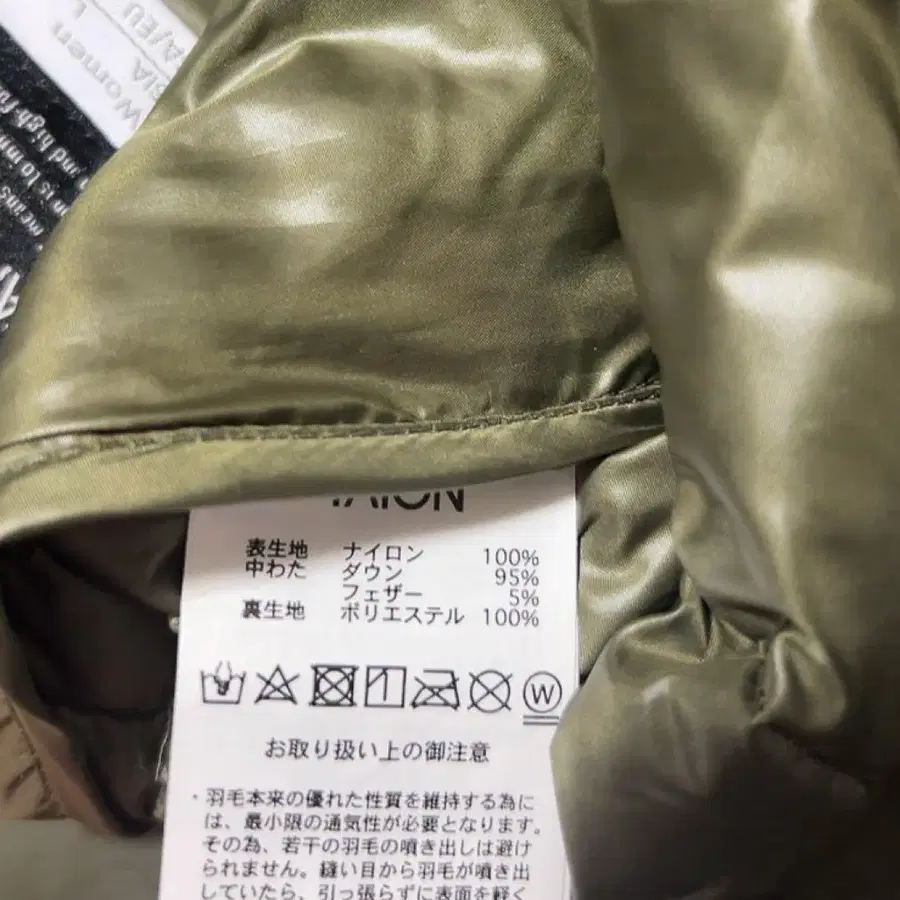 Women L
TAION
表生地 ナイロン 100%
中わた ダウン 95%
フェザー 5%
裏生地 ポリエステル 100%
W
お取り扱い上の御注意
・羽毛本来の優れた性質を維持する為に
は、最小限の通気性が必要となります。
その為、若干の羽毛の噴き出しは避け
られません。縫い目から羽毛が噴き出
していたら、引っ張らずに表面を軽く